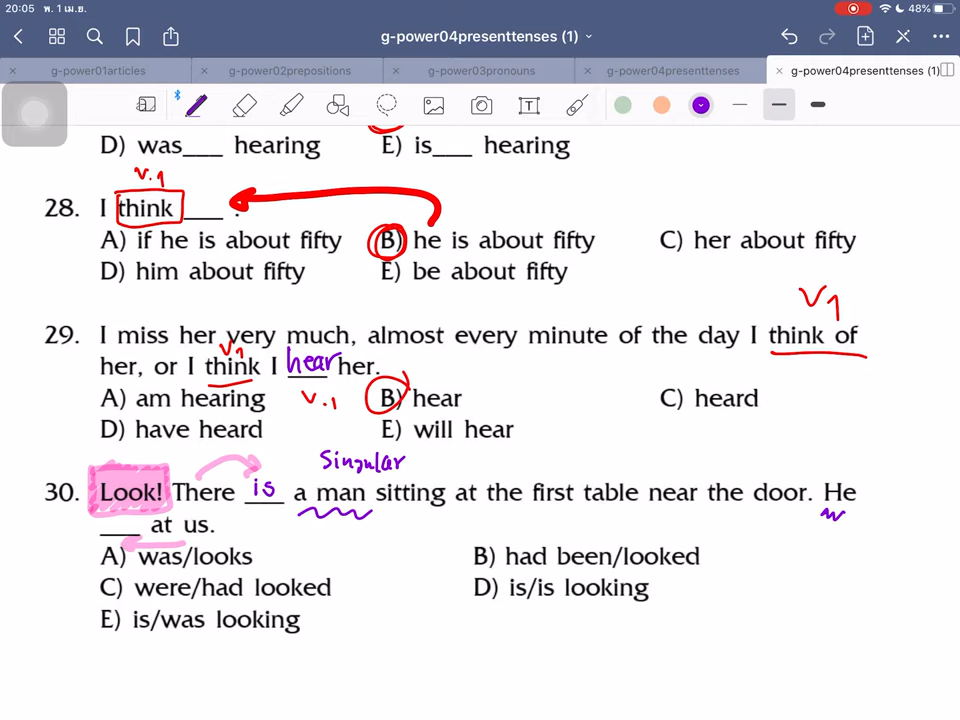 20:05 พ. 1 เม.ย. 48%
g-power04presenttenses (1)
g-power01articles g-power02prepositions g-power03pronouns g-power04presenttenses g-power04presenttenses (1)
D) was___ hearing E) is___ hearing
v.1
28. I think ___ .
A) if he is about fifty B) he is about fifty C) her about fifty
D) him about fifty E) be about fifty
V1
29. I miss her very much, almost every minute of the day I think of
V1
her, or I think I hear her.
v.1
A) am hearing B) hear C) heard
D) have heard E) will hear
Singular
30. Look! There is a man sitting at the first table near the door. He
___ at us.
A) was/looks B) had been/looked
C) were/had looked D) is/is looking
E) is/was looking